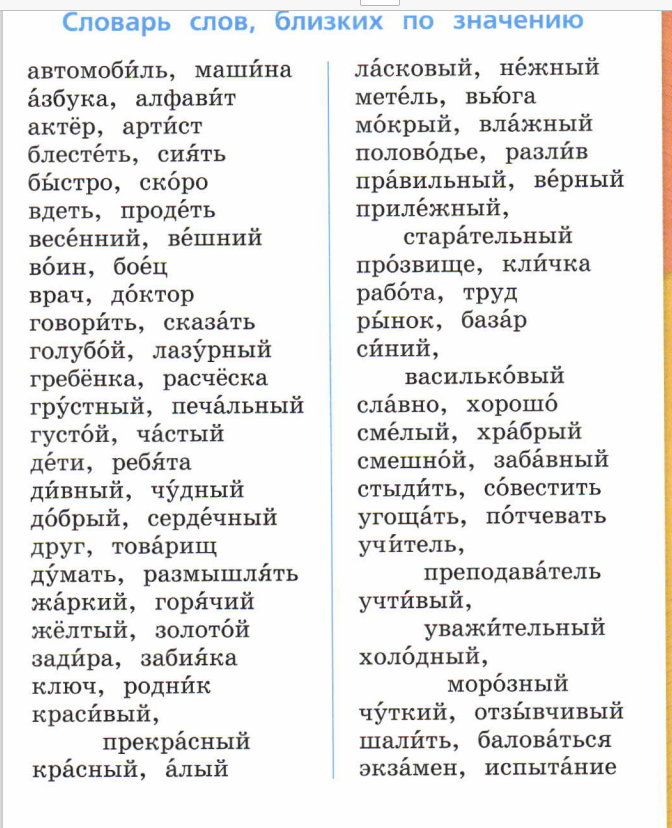 Словарь слов, близких по значению
автомоби́ль, маши́на
а́збука, алфави́т
актёр, арти́ст
блесте́ть, сия́ть
бы́стро, ско́ро
вдеть, проде́ть
весе́нний, ве́шний
во́ин, бое́ц
врач, до́ктор
говори́ть, сказа́ть
голубо́й, лазу́рный
гребёнка, расчёска
гру́стный, печа́льный
густо́й, ча́стый
де́ти, ребя́та
ди́вный, чу́дный
до́брый, серде́чный
друг, това́рищ
ду́мать, размышля́ть
жа́ркий, горя́чий
жёлтый, золото́й
зади́ра, забия́ка
ключ, родни́к
краси́вый,
прекра́сный
кра́сный, а́лый
ла́сковый, не́жный
мете́ль, вью́га
мо́крый, вла́жный
полово́дье, разли́в
пра́вильный, ве́рный
приле́жный,
стара́тельный
про́звище, кли́чка
рабо́та, труд
ры́нок, база́р
си́ний,
василько́вый
сла́вно, хорошо́
сме́лый, хра́брый
смешно́й, заба́вный
стыди́ть, со́вестить
угоща́ть, по́тчевать
учи́тель,
преподава́тель
учти́вый,
уважи́тельный
холо́дный,
моро́зный
чу́ткий, отзы́вчивый
шали́ть, балова́ться
экза́мен, испыта́ние